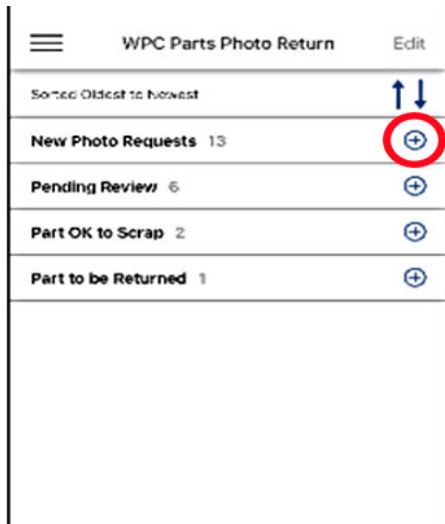 WPC Parts Photo Return Edit
Sorted Oldest to Newest
New Photo Requests 13
Pending Review 6
Part OK to Scrap 2
Part to be Returned 1